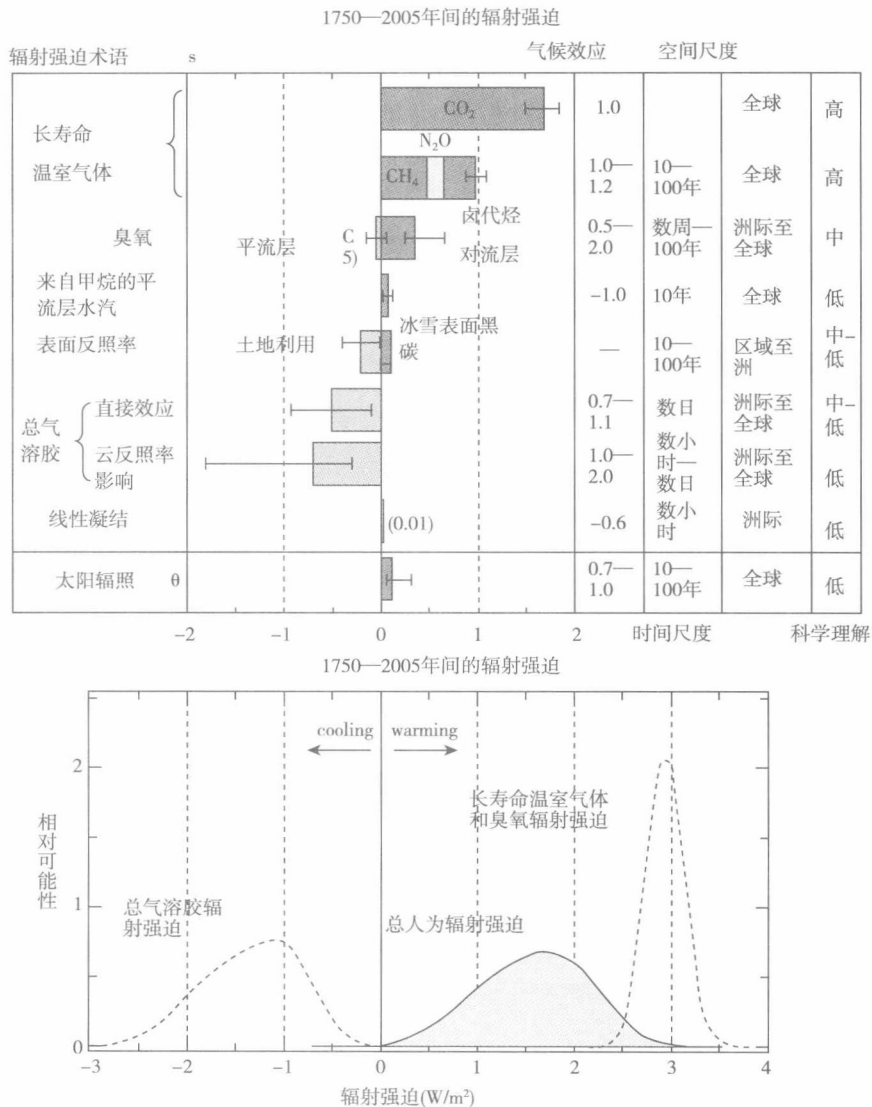 1750—2005年间的辐射强迫
辐射强迫术语 s 气候效应 空间尺度
CO₂ 1.0 全球 高
长寿命
温室气体
N₂O
CH₄ 1.0—1.2 10—100年 全球 高
卤代烃
臭氧 平流层 C 5) 对流层 0.5—2.0 数周—100年 洲际至全球 中
来自甲烷的平
流层水汽 -1.0 10年 全球 低
表面反照率 土地利用 冰雪表面黑碳 — 10—100年 区域至洲 中-低
总气溶胶
直接效应 0.7—1.1 数日 洲际至全球 中-低
云反照率
影响 1.0—2.0 数小时—数日 洲际至全球 低
线性凝结 (0.01) -0.6 数小时 洲际 低
太阳辐照 θ 0.7—1.0 10—100年 全球 低
-2 -1 0 1 2 时间尺度 科学理解
1750—2005年间的辐射强迫
cooling warming
2
长寿命温室气体
和臭氧辐射强迫
相对可能性
1
总气溶胶辐
射强迫
总人为辐射强迫
0
-3 -2 -1 0 1 2 3 4
辐射强迫(W/m²)